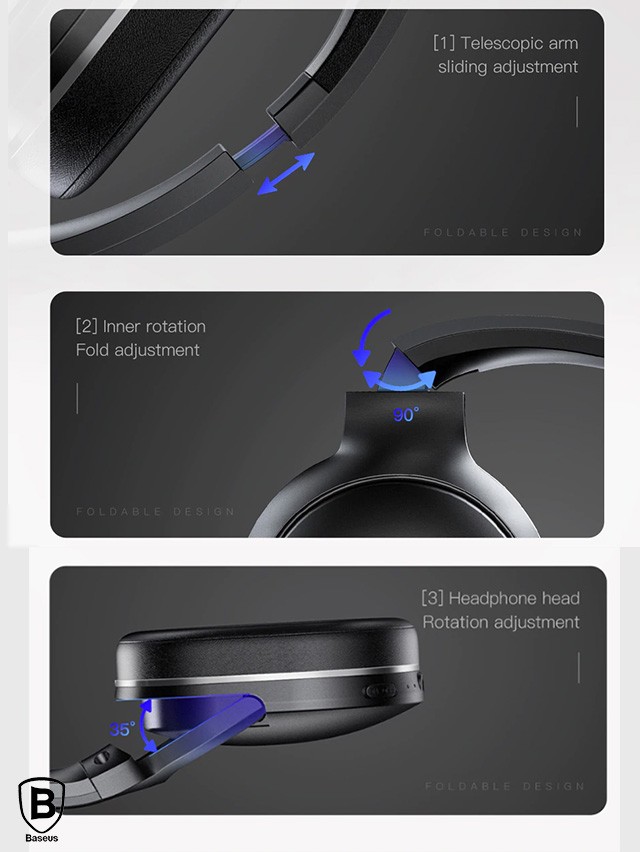 [1] Telescopic arm
sliding adjustment
FOLDABLE DESIGN
[2] Inner rotation
Fold adjustment
90°
FOLDABLE DESIGN
[3] Headphone head
Rotation adjustment
35°
FOLDABLE DESIGN
B
Baseus